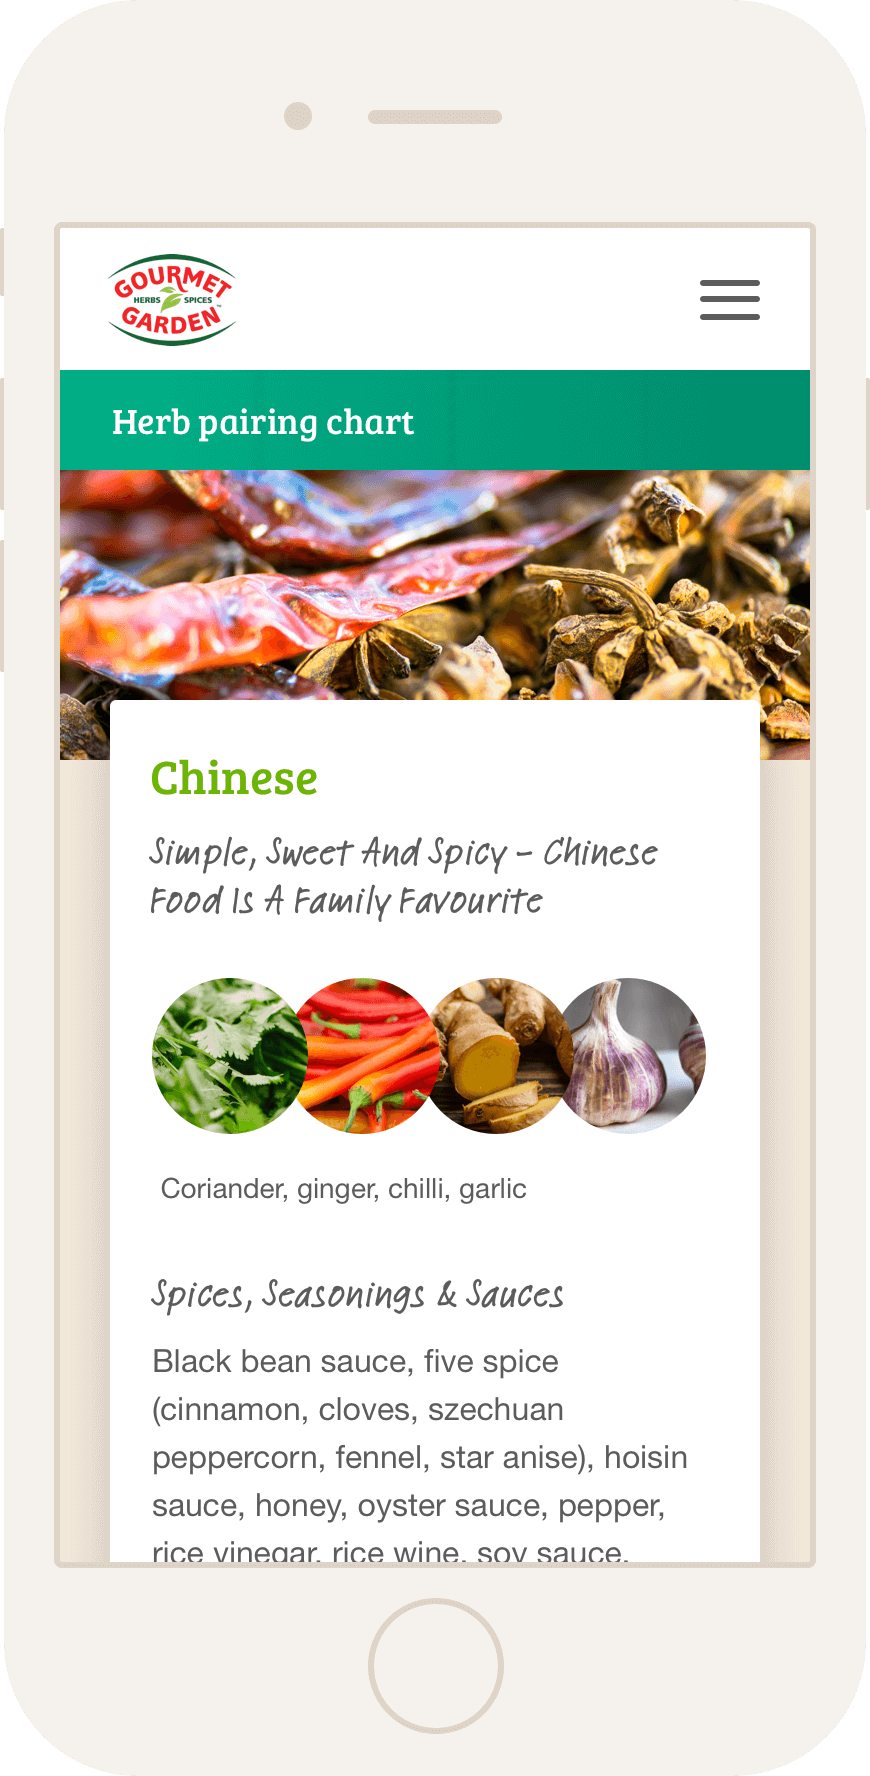 GOURMET
HERBS SPICES
GARDEN™
Herb pairing chart
Chinese
Simple, Sweet And Spicy – Chinese
Food Is A Family Favourite
Coriander, ginger, chilli, garlic
Spices, Seasonings & Sauces
Black bean sauce, five spice
(cinnamon, cloves, szechuan
peppercorn, fennel, star anise), hoisin
sauce, honey, oyster sauce, pepper,
rice vinegar, rice wine, soy sauce,